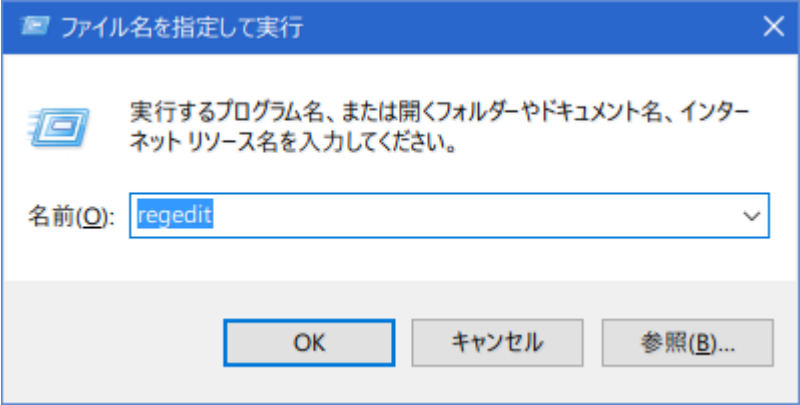 ファイル名を指定して実行
実行するプログラム名、または開くフォルダーやドキュメント名、インター
ネット リソース名を入力してください。
名前(O): regedit
OK キャンセル 参照(B)...